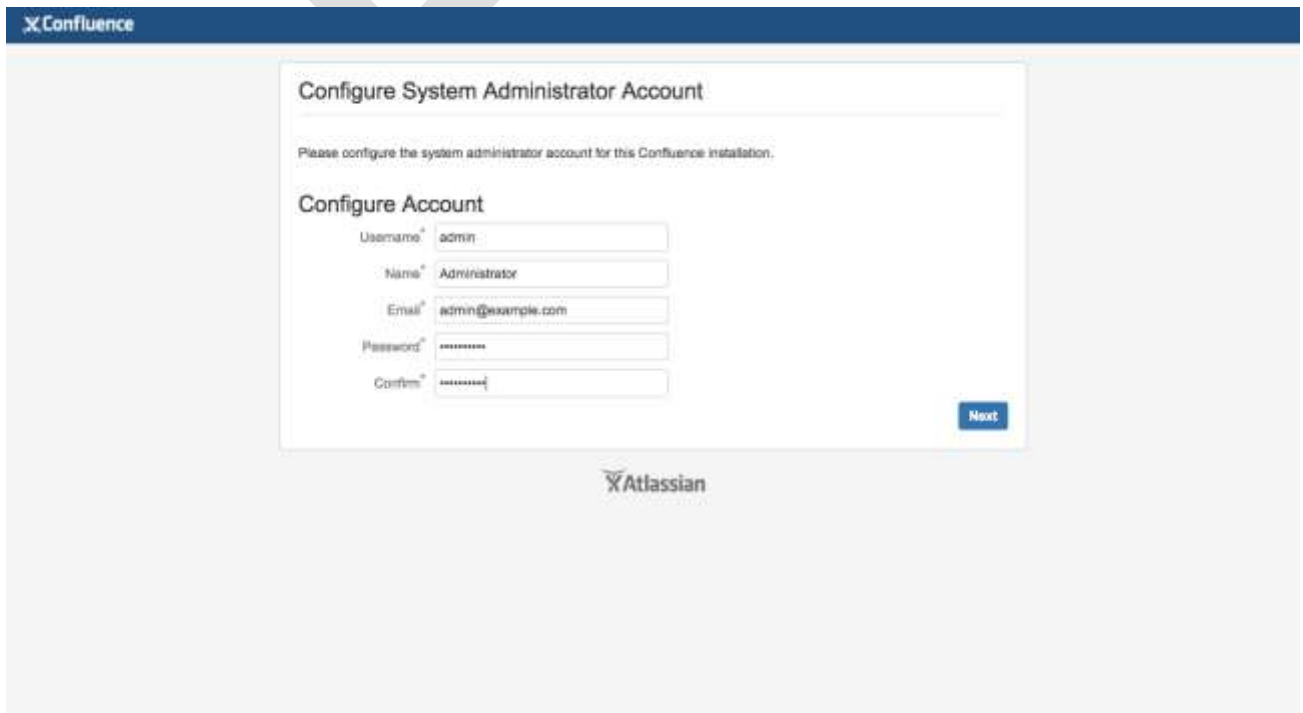 Confluence
Configure System Administrator Account
Please configure the system administrator account for this Confluence installation.
Configure Account
Username* admin
Name* Administrator
Email* admin@example.com
Password* ••••••••••
Confirm* ••••••••••
Next
Atlassian